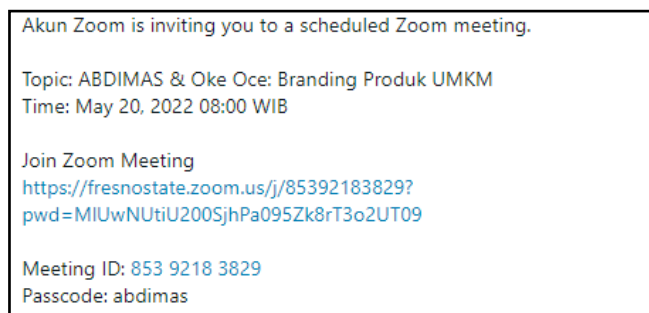 Akun Zoom is inviting you to a scheduled Zoom meeting.
Topic: ABDIMAS & Oke Oce: Branding Produk UMKM
Time: May 20, 2022 08:00 WIB
Join Zoom Meeting
https://fresnostate.zoom.us/j/85392183829?
pwd=MlUwNUtiU200SjhPa095Zk8rT3o2UT09
Meeting ID: 853 9218 3829
Passcode: abdimas